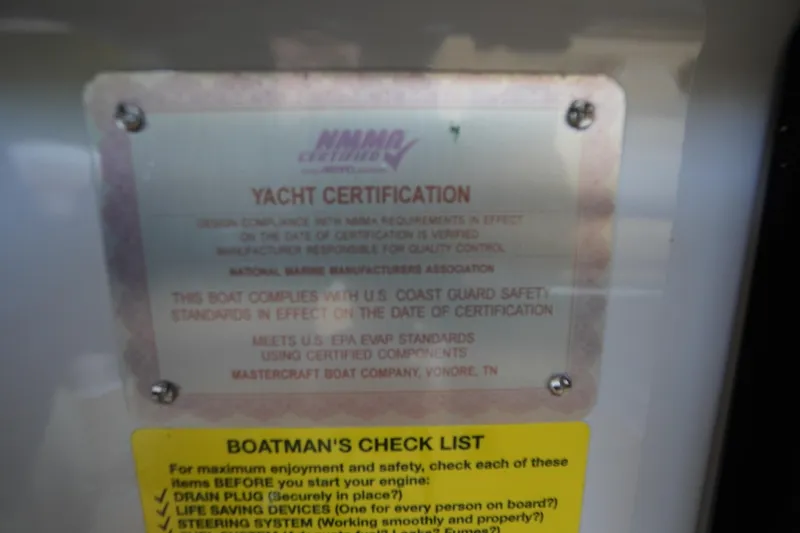 NMMA
CERTIFIED
YACHT CERTIFICATION
DESIGN COMPLIANCE WITH NMMA REQUIREMENTS IN EFFECT
ON THE DATE OF CERTIFICATION IS VERIFIED
MANUFACTURER RESPONSIBLE FOR QUALITY CONTROL
NATIONAL MARINE MANUFACTURERS ASSOCIATION
THIS BOAT COMPLIES WITH U.S. COAST GUARD SAFETY
STANDARDS IN EFFECT ON THE DATE OF CERTIFICATION
MEETS U.S. EPA EVAP STANDARDS
USING CERTIFIED COMPONENTS
MASTERCRAFT BOAT COMPANY, VONORE, TN
BOATMAN'S CHECK LIST
For maximum enjoyment and safety, check each of these
items BEFORE you start your engine:
✓ DRAIN PLUG (Securely in place?)
✓ LIFE SAVING DEVICES (One for every person on board?)
✓ STEERING SYSTEM (Working smoothly and properly?)